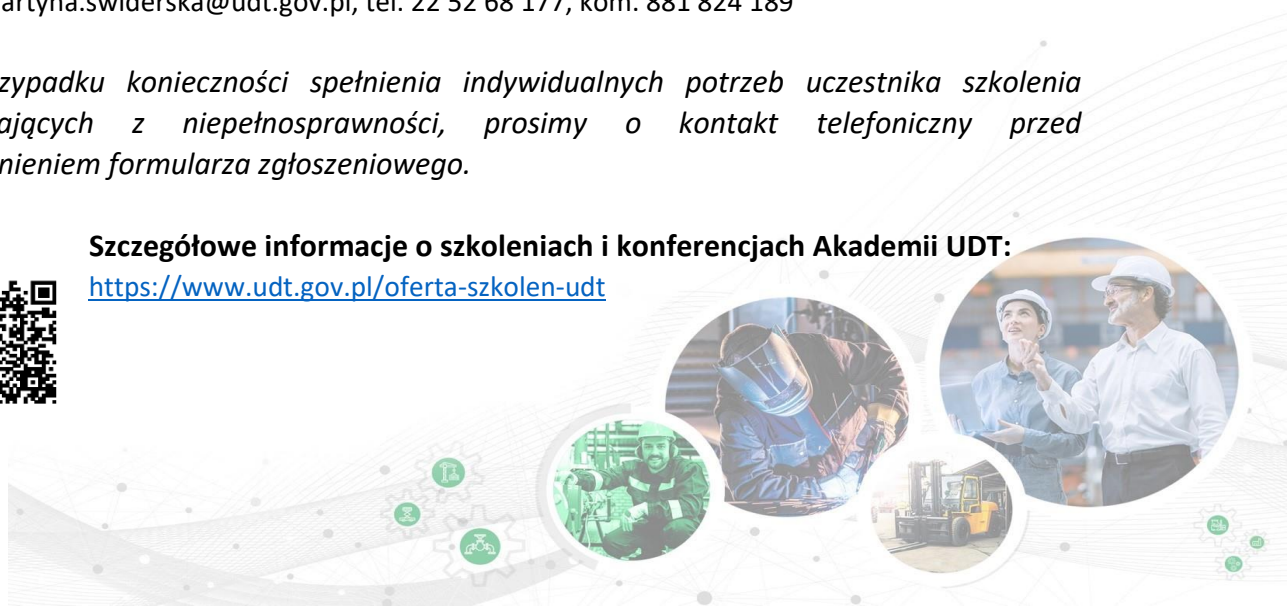 artyna.swiderska@udt.gov.pl, tel. 22 52 68 177, kom. 881 824 189
zypadku konieczności spełnienia indywidualnych potrzeb uczestnika szkolenia
ających z niepełnosprawności, prosimy o kontakt telefoniczny przed
nieniem formularza zgłoszeniowego.
Szczegółowe informacje o szkoleniach i konferencjach Akademii UDT:
https://www.udt.gov.pl/oferta-szkolen-udt